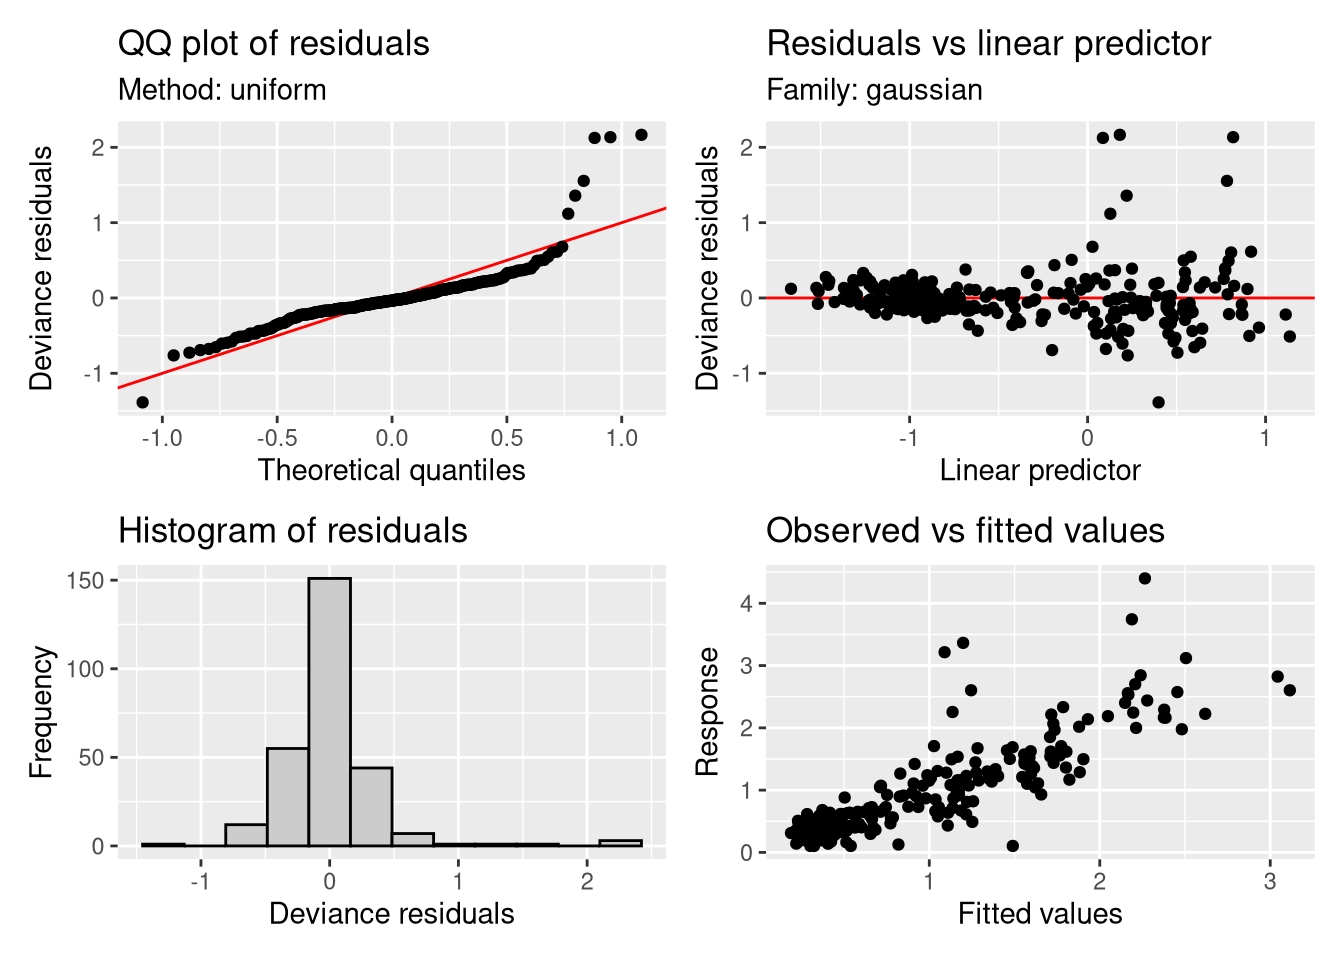 QQ plot of residuals
Method: uniform
Deviance residuals
2
1
0
-1
-1.0 -0.5 0.0 0.5 1.0
Theoretical quantiles
Residuals vs linear predictor
Family: gaussian
Deviance residuals
2
1
0
-1
-1 0 1
Linear predictor
Histogram of residuals
Frequency
150
100
50
0
-1 0 1 2
Deviance residuals
Observed vs fitted values
Response
4
3
2
1
0
1 2 3
Fitted values